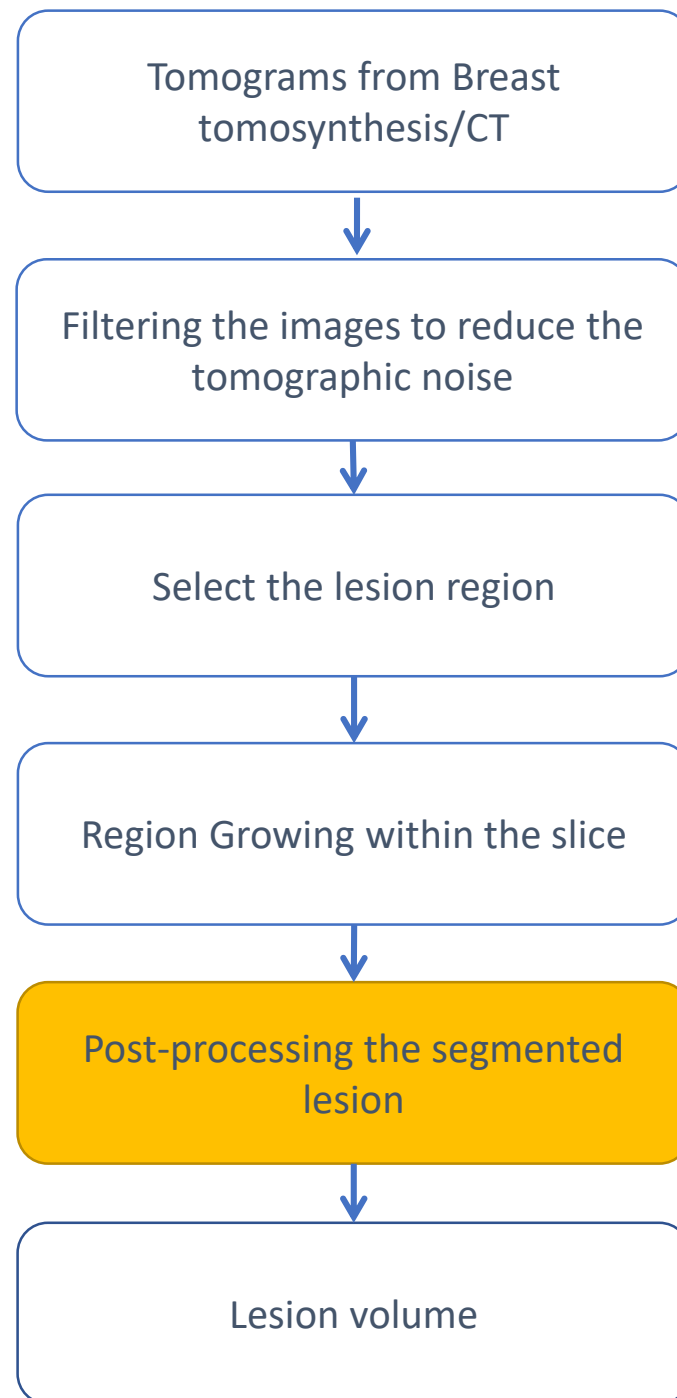 Tomograms from Breast
tomosynthesis/CT
Filtering the images to reduce the
tomographic noise
Select the lesion region
Region Growing within the slice
Post-processing the segmented
lesion
Lesion volume